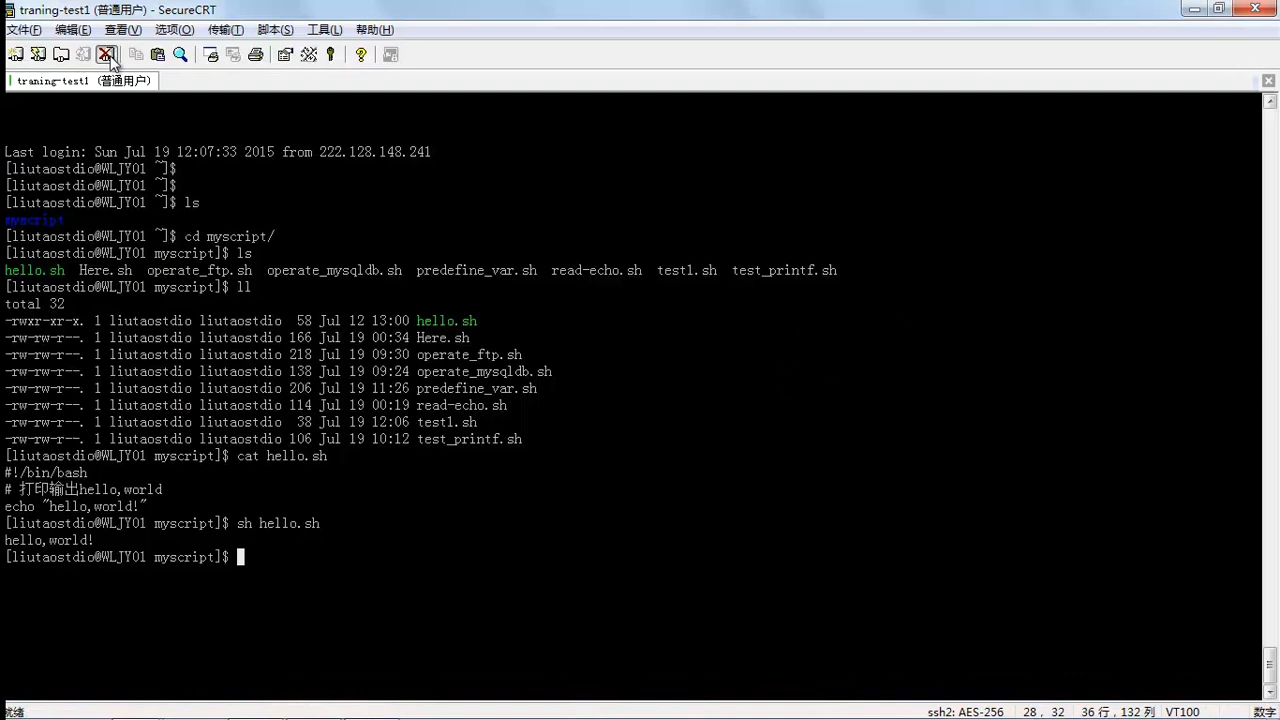 traning-test1 (普通用户) - SecureCRT
文件(F) 编辑(E) 查看(V) 选项(O) 传输(T) 脚本(S) 工具(L) 帮助(H)
traning-test1 (普通用户)
Last login: Sun Jul 19 12:07:33 2015 from 222.128.148.241
[liutaostdio@WLJY01 ~]$
[liutaostdio@WLJY01 ~]$
[liutaostdio@WLJY01 ~]$ ls
myscript
[liutaostdio@WLJY01 ~]$ cd myscript/
[liutaostdio@WLJY01 myscript]$ ls
hello.sh  Here.sh  operate_ftp.sh  operate_mysqldb.sh  predefine_var.sh  read-echo.sh  test1.sh  test_printf.sh
[liutaostdio@WLJY01 myscript]$ ll
total 32
-rwxr-xr-x. 1 liutaostdio liutaostdio  58 Jul 12 13:00 hello.sh
-rw-rw-r--. 1 liutaostdio liutaostdio 166 Jul 19 00:34 Here.sh
-rw-rw-r--. 1 liutaostdio liutaostdio 218 Jul 19 09:30 operate_ftp.sh
-rw-rw-r--. 1 liutaostdio liutaostdio 138 Jul 19 09:24 operate_mysqldb.sh
-rw-rw-r--. 1 liutaostdio liutaostdio 206 Jul 19 11:26 predefine_var.sh
-rw-rw-r--. 1 liutaostdio liutaostdio 114 Jul 19 00:19 read-echo.sh
-rw-rw-r--. 1 liutaostdio liutaostdio  38 Jul 19 12:06 test1.sh
-rw-rw-r--. 1 liutaostdio liutaostdio 106 Jul 19 10:12 test_printf.sh
[liutaostdio@WLJY01 myscript]$ cat hello.sh
#!/bin/bash
# 打印输出hello,world
echo "hello,world!"
[liutaostdio@WLJY01 myscript]$ sh hello.sh
hello,world!
[liutaostdio@WLJY01 myscript]$
就绪 ssh2: AES-256 28, 32 36 行, 132 列 VT100 数字